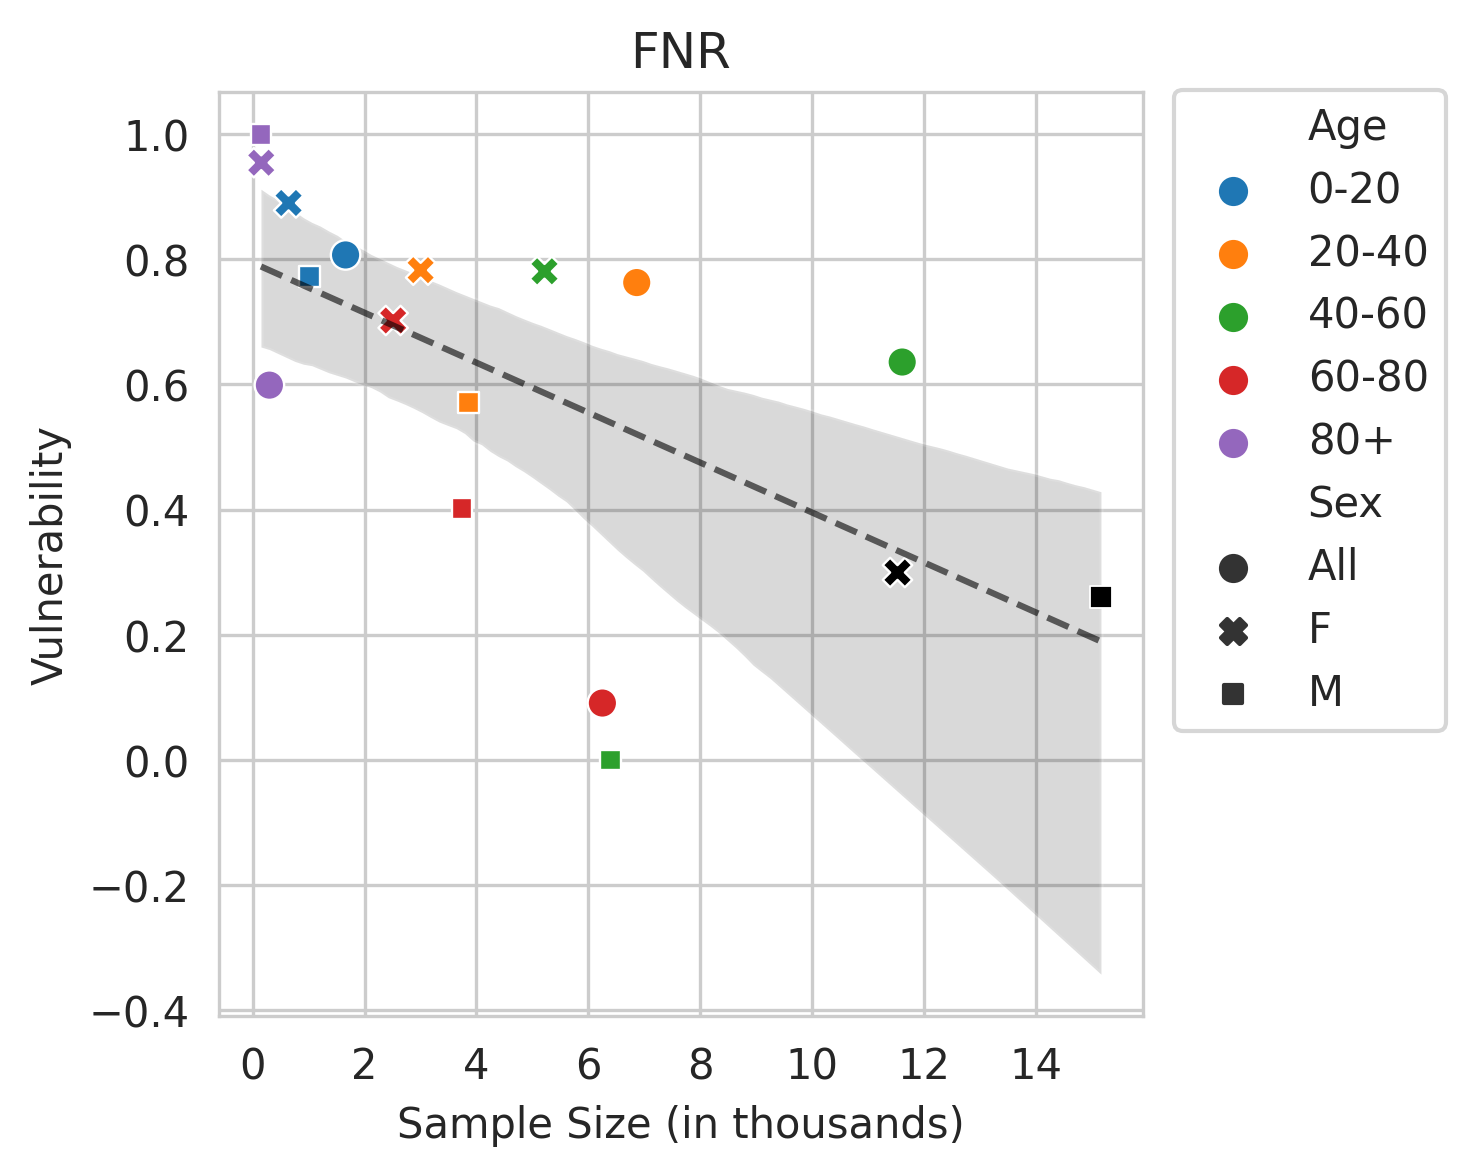 FNR
Vulnerability
1.0
0.8
0.6
0.4
0.2
0.0
−0.2
−0.4
0 2 4 6 8 10 12 14
Sample Size (in thousands)
Age
0-20
20-40
40-60
60-80
80+
Sex
All
F
M